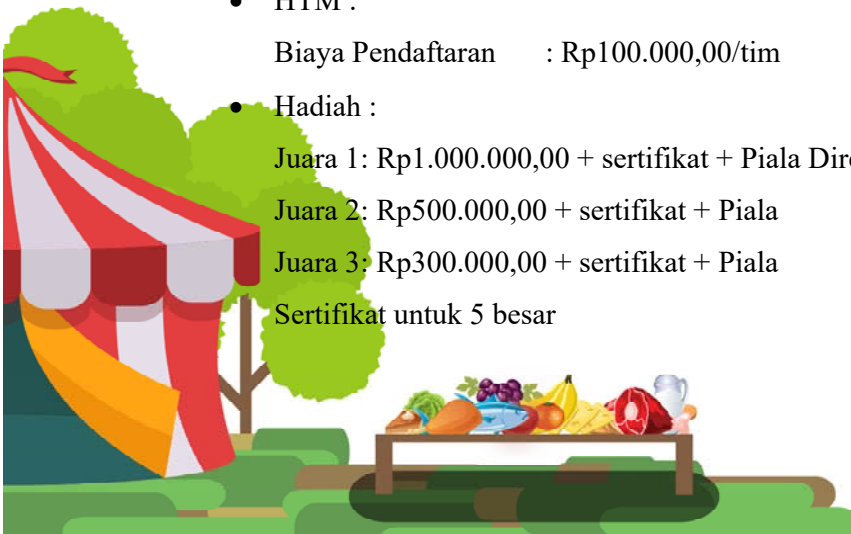 • HTM :
Biaya Pendaftaran : Rp100.000,00/tim
• Hadiah :
Juara 1: Rp1.000.000,00 + sertifikat + Piala
Juara 2: Rp500.000,00 + sertifikat + Piala
Juara 3: Rp300.000,00 + sertifikat + Piala
Sertifikat untuk 5 besar